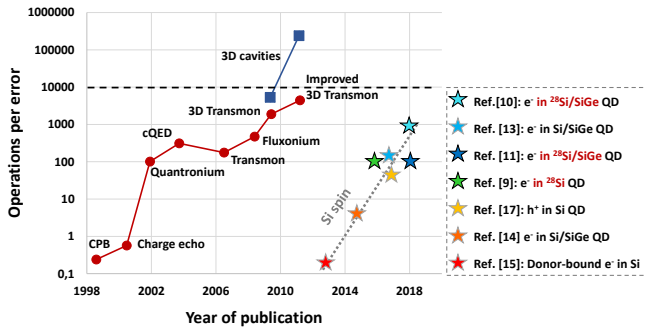 Operations per error
1000000
100000
10000
1000
100
10
1
0,1
1998
2002
2006
2010
2014
2018
Year of publication
CPB
Charge echo
Quantronium
cQED
Transmon
Fluxonium
3D Transmon
3D cavities
Improved
3D Transmon
Si spin
Ref.[10]: e⁻ in ²⁸Si/SiGe QD
Ref.[13]: e⁻ in Si/SiGe QD
Ref.[11]: e⁻ in ²⁸Si/SiGe QD
Ref.[9]: e⁻ in ²⁸Si QD
Ref.[17]: h⁺ in Si QD
Ref.[14] e⁻ in Si/SiGe QD
Ref.[15]: Donor-bound e⁻ in Si